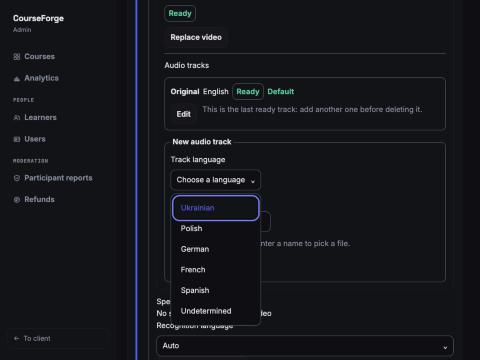 CourseForge
Admin
Courses
Analytics
PEOPLE
Learners
Users
MODERATION
Participant reports
Refunds
← To client
Ready
Replace video
Audio tracks
Original English Ready Default
Edit
This is the last ready track: add another one before deleting it.
New audio track
Track language
Choose a language
Ukrainian
Polish
German
French
Spanish
Undetermined
enter a name to pick a file.
Recognition language
Auto